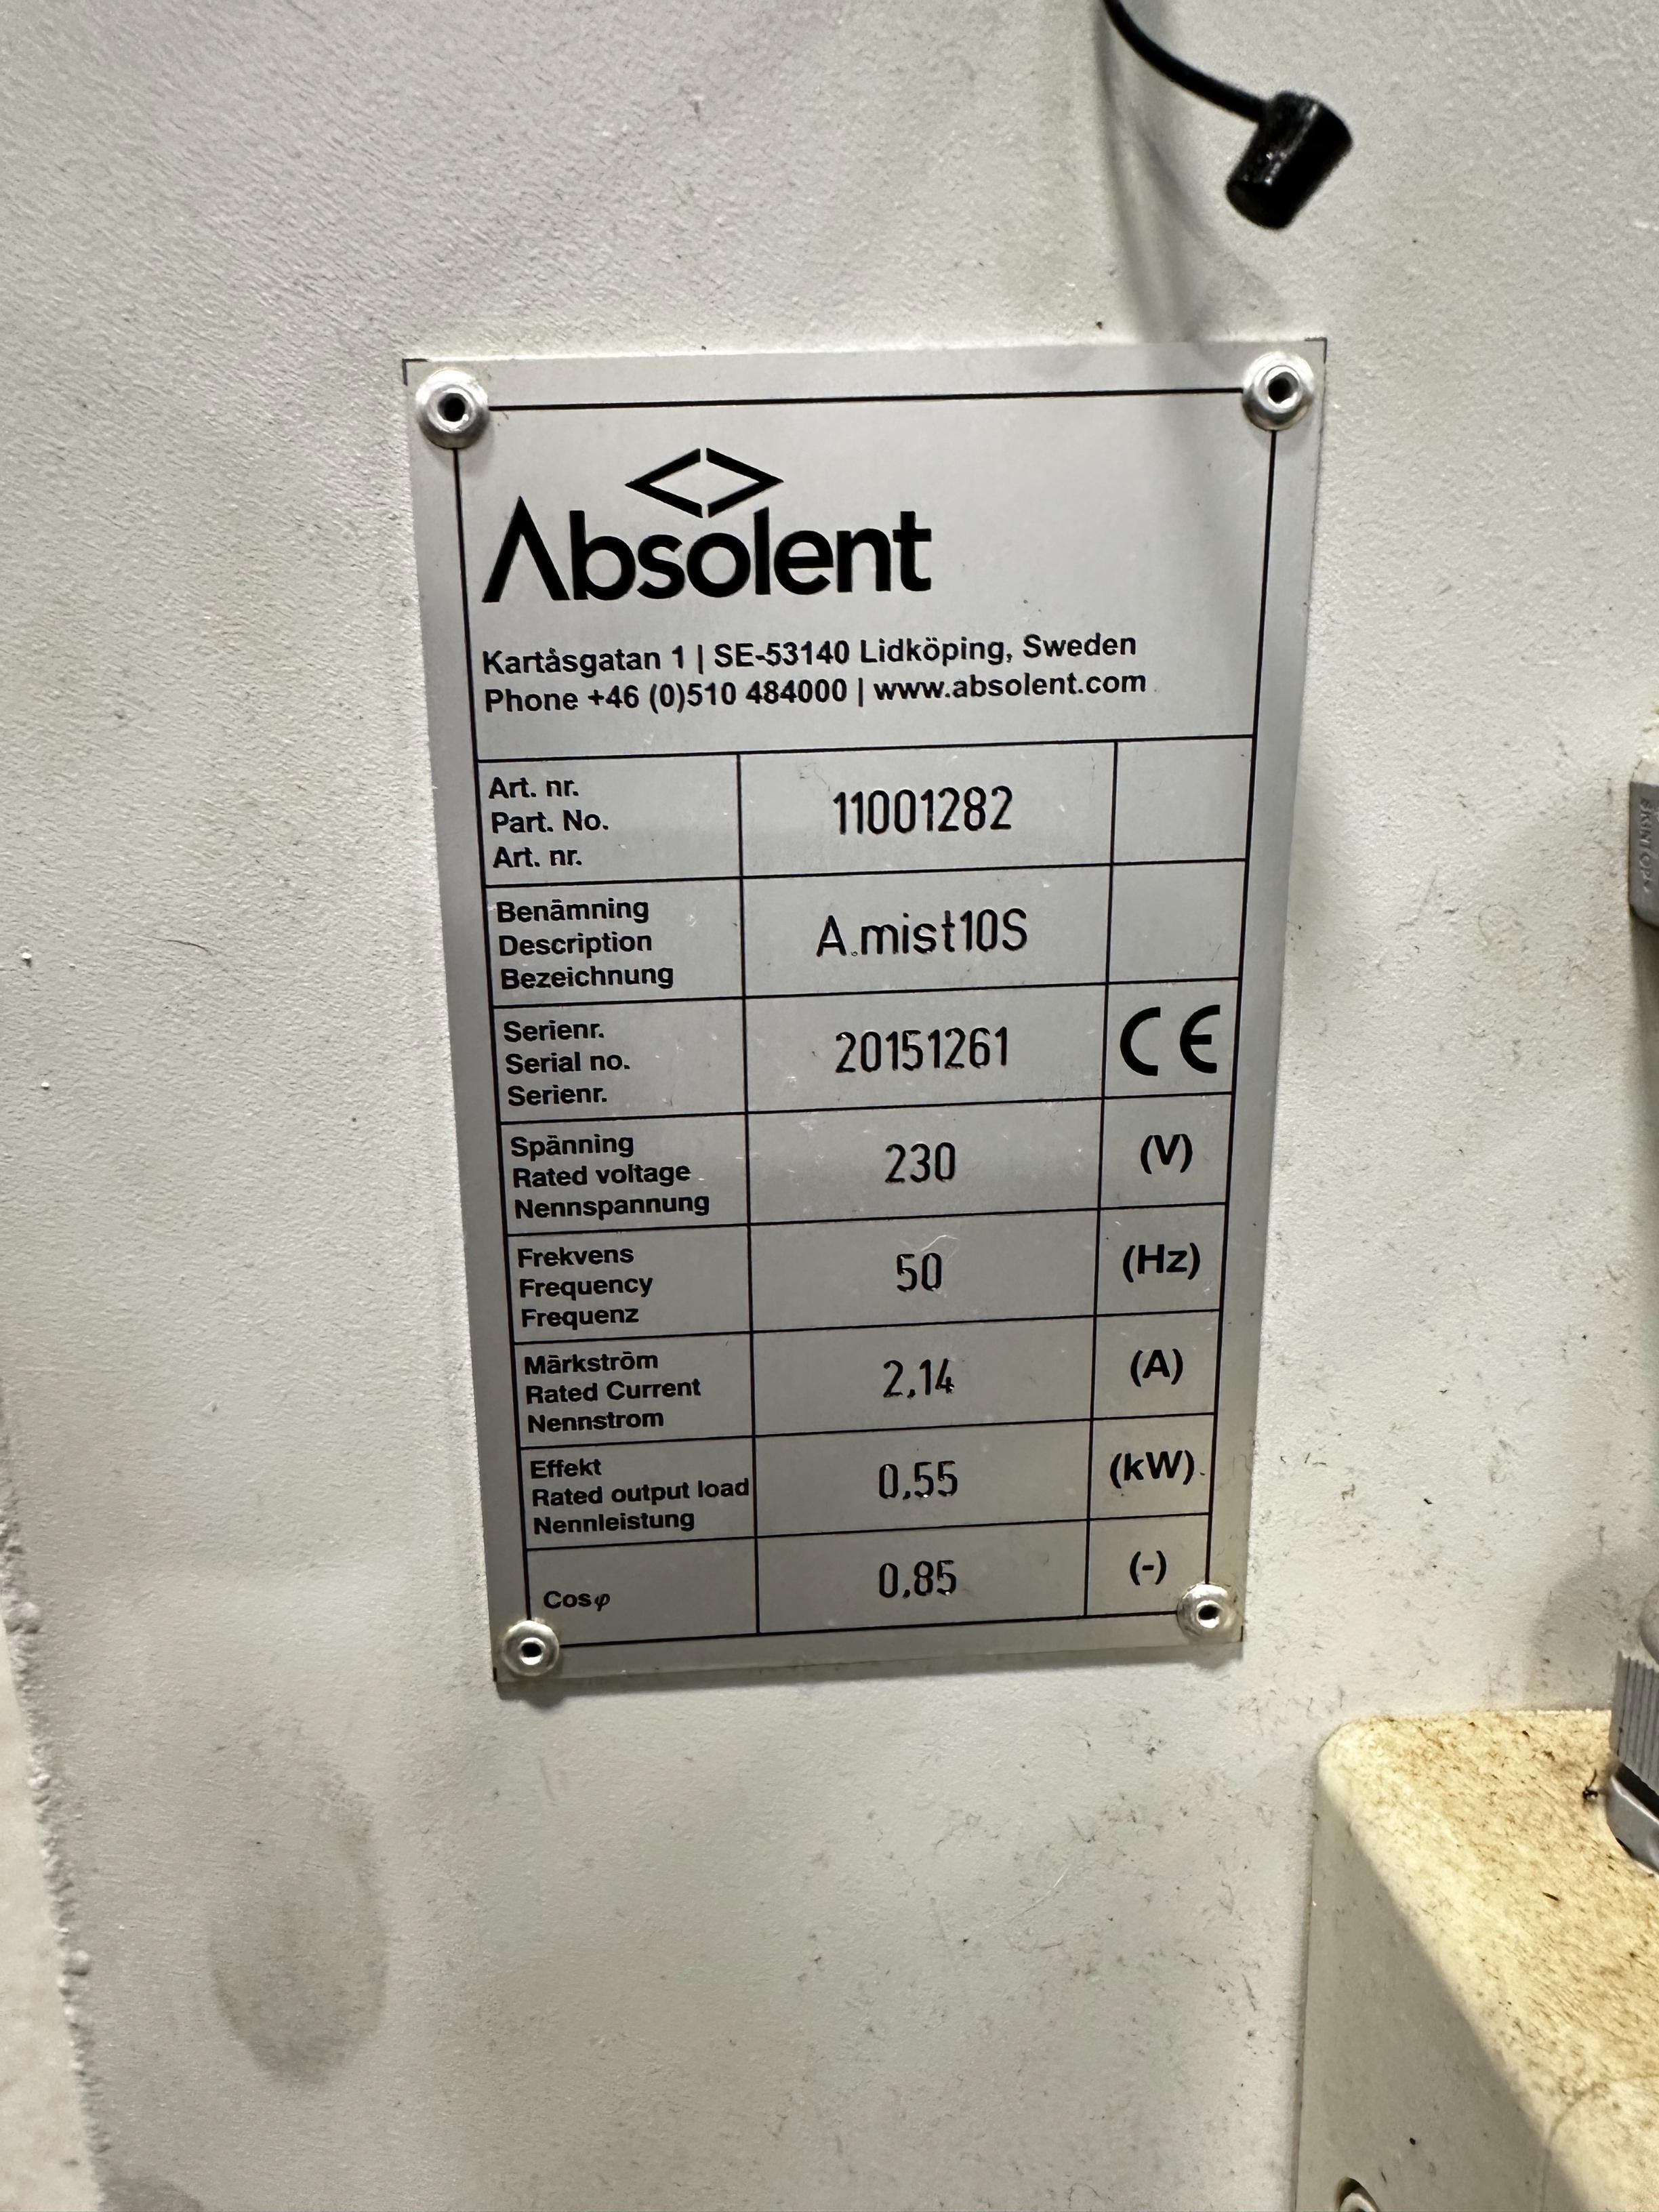 Absolent
Kartåsgatan 1 | SE-53140 Lidköping, Sweden
Phone +46 (0)510 484000 | www.absolent.com
Art. nr.
Part. No.
Art. nr.
11001282
Benämning
Description
Bezeichnung
A.mist10S
Serienr.
Serial no.
Serienr.
20151261
CE
Spänning
Rated voltage
Nennspannung
230
(V)
Frekvens
Frequency
Frequenz
50
(Hz)
Märkström
Rated Current
Nennstrom
2,14
(A)
Effekt
Rated output load
Nennleistung
0,55
(kW)
Cosφ
0,85
(-)